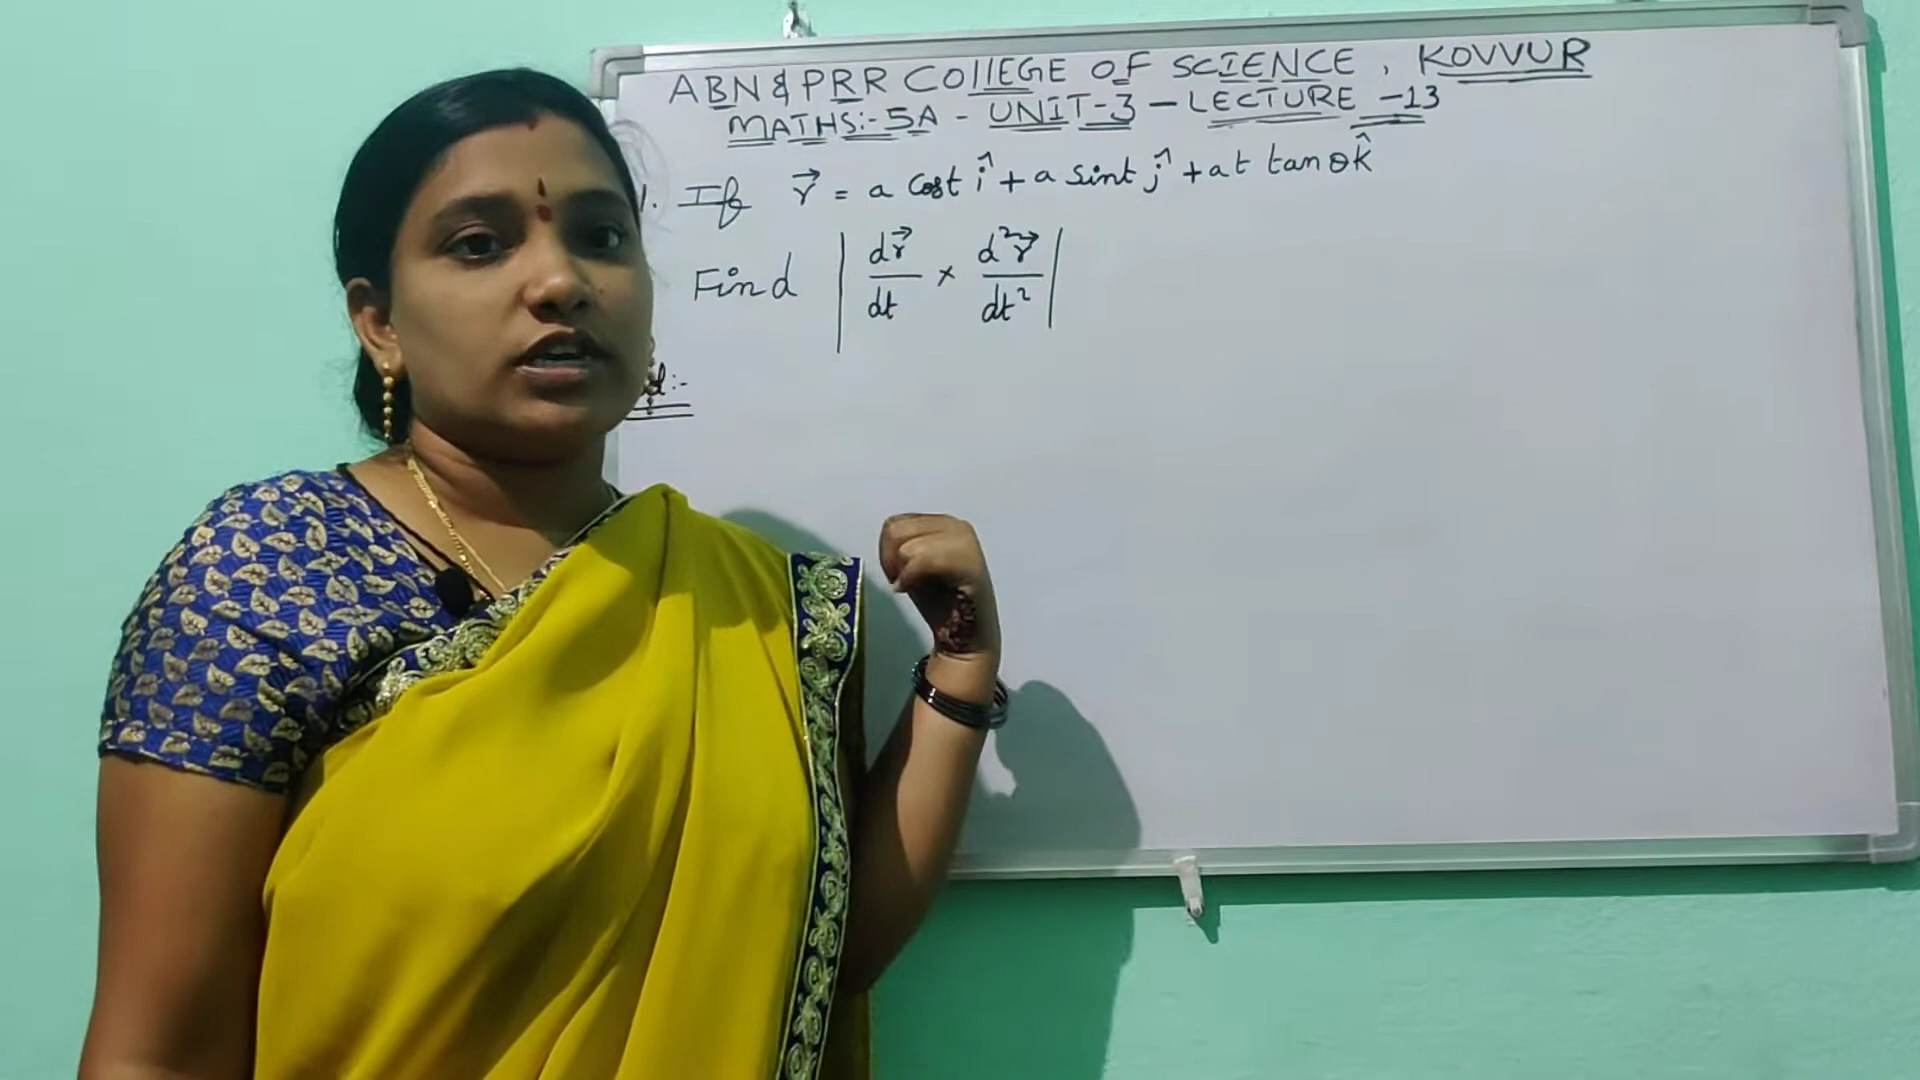 ABN & PRR COllEGE OF SCIENCE, KOVVUR
MATHS:-5A - UNIT-3 - LECTURE -13
1. If r⃗ = a cost î + a sint ĵ + at tanθ k̂
Find | dr⃗/dt × d²r⃗/dt² |